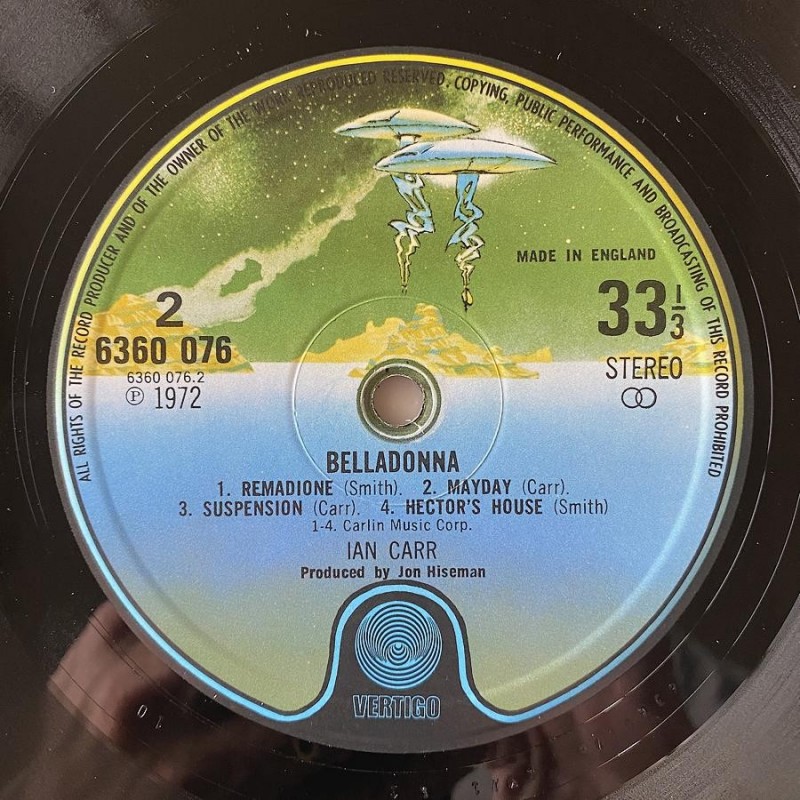 ALL RIGHTS OF THE RECORD PRODUCER AND OF THE OWNER OF THE WORK REPRODUCED RESERVED. COPYING, PUBLIC PERFORMANCE AND BROADCASTING OF THIS RECORD PROHIBITED
MADE IN ENGLAND
2
33 1/3
6360 076
STEREO
6360 076.2
℗ 1972
BELLADONNA
1. REMADIONE (Smith). 2. MAYDAY (Carr).
3. SUSPENSION (Carr). 4. HECTOR'S HOUSE (Smith)
1-4. Carlin Music Corp.
IAN CARR
Produced by Jon Hiseman
VERTIGO